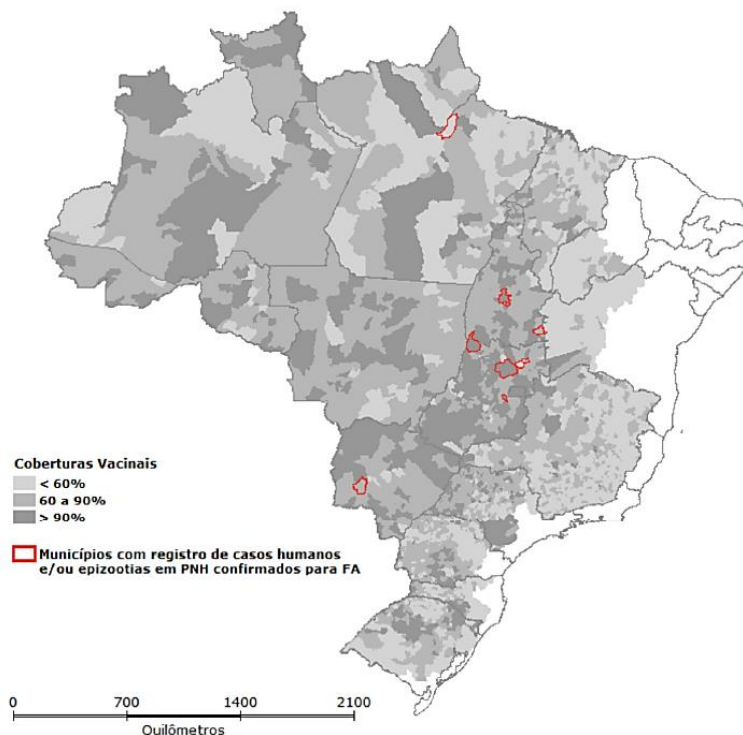 Coberturas Vacinais
< 60%
60 a 90%
> 90%
Municípios com registro de casos humanos
e/ou epizootias em PNH confirmados para FA
0 700 1400 2100
Quilômetros